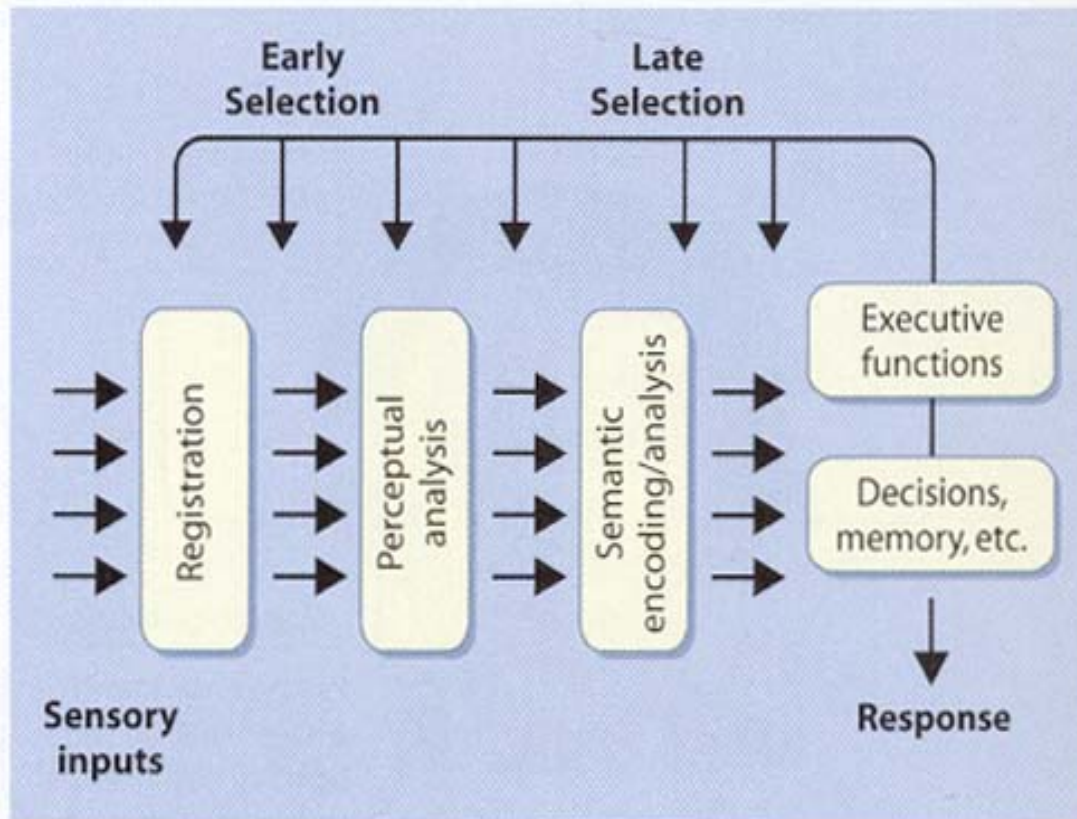 Early
Selection
Late
Selection
Registration
Perceptual
analysis
Semantic
encoding/analysis
Executive
functions
Decisions,
memory, etc.
Sensory
inputs
Response